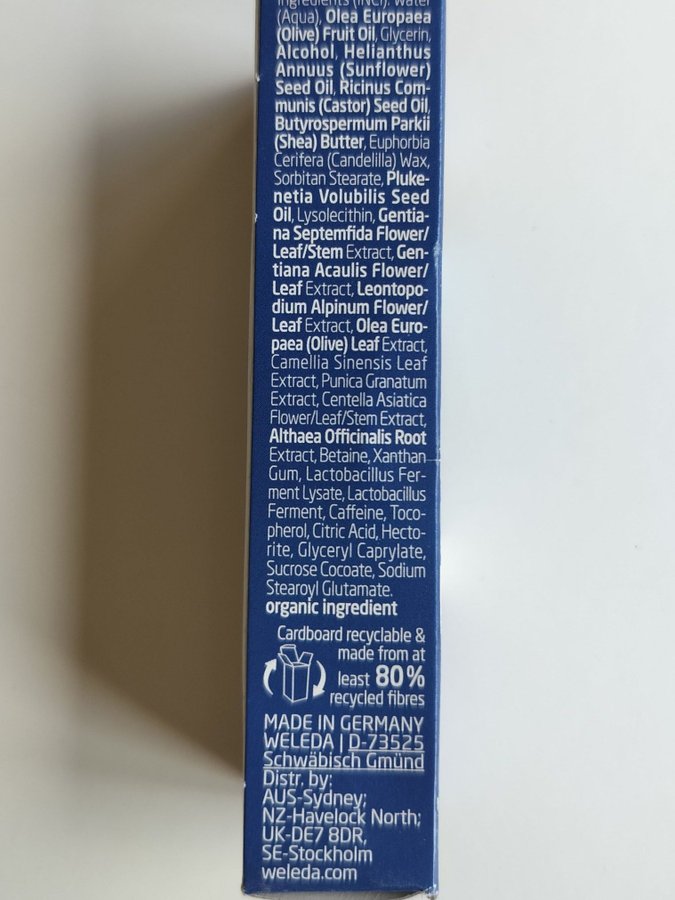 Ingredients (INCI): Water
(Aqua), Olea Europaea
(Olive) Fruit Oil, Glycerin,
Alcohol, Helianthus
Annuus (Sunflower)
Seed Oil, Ricinus Com-
munis (Castor) Seed Oil,
Butyrospermum Parkii
(Shea) Butter, Euphorbia
Cerifera (Candelilla) Wax,
Sorbitan Stearate, Pluke-
netia Volubilis Seed
Oil, Lysolecithin, Gentia-
na Septemfida Flower/
Leaf/Stem Extract, Gen-
tiana Acaulis Flower/
Leaf Extract, Leontopo-
dium Alpinum Flower/
Leaf Extract, Olea Euro-
paea (Olive) Leaf Extract,
Camellia Sinensis Leaf
Extract, Punica Granatum
Extract, Centella Asiatica
Flower/Leaf/Stem Extract,
Althaea Officinalis Root
Extract, Betaine, Xanthan
Gum, Lactobacillus Fer-
ment Lysate, Lactobacillus
Ferment, Caffeine, Toco-
pherol, Citric Acid, Hecto-
rite, Glyceryl Caprylate,
Sucrose Cocoate, Sodium
Stearoyl Glutamate.
organic ingredient
Cardboard recyclable &
made from at
least 80%
recycled fibres
MADE IN GERMANY
WELEDA | D-73525
Schwäbisch Gmünd
Distr. by:
AUS-Sydney;
NZ-Havelock North;
UK-DE7 8DR,
SE-Stockholm
weleda.com